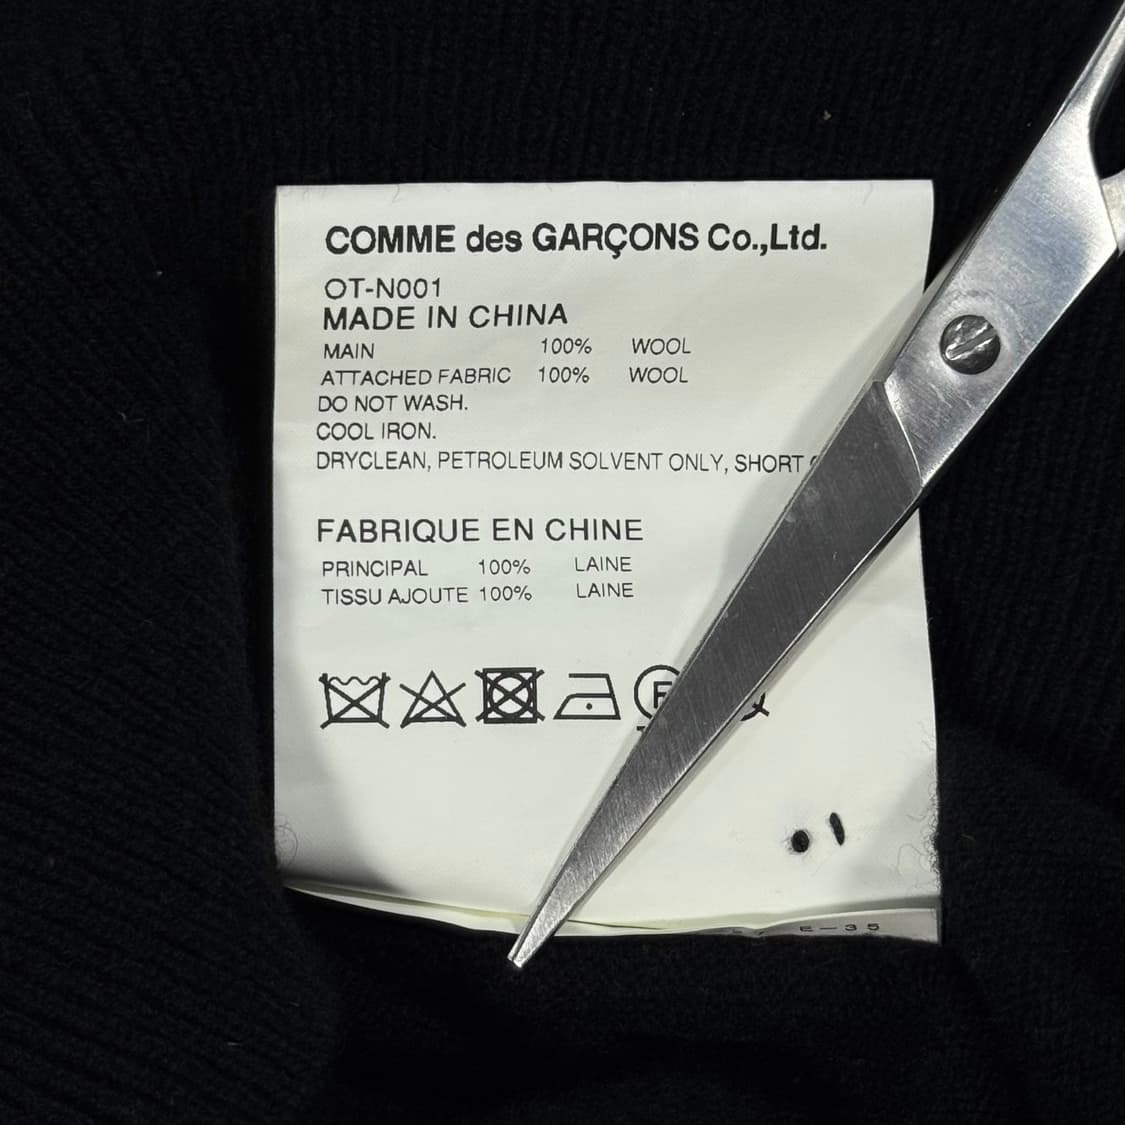 COMME des GARÇONS Co.,Ltd.
OT-N001
MADE IN CHINA
MAIN 100% WOOL
ATTACHED FABRIC 100% WOOL
DO NOT WASH.
COOL IRON.
DRYCLEAN, PETROLEUM SOLVENT ONLY, SHORT
FABRIQUE EN CHINE
PRINCIPAL 100% LAINE
TISSU AJOUTE 100% LAINE
F
E-35